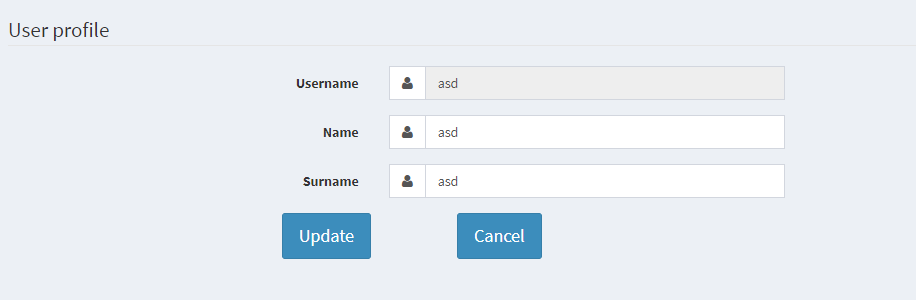 User profile
Username asd
Name asd
Surname asd
Update Cancel